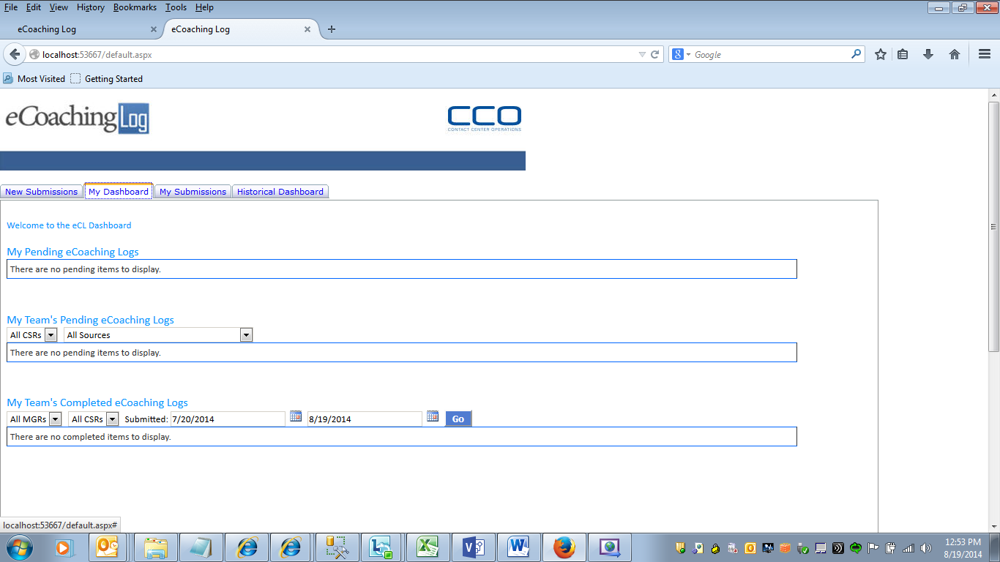 File Edit View History Bookmarks Tools Help
eCoaching Log
eCoaching Log
localhost:53667/default.aspx
8 Google
Most Visited Getting Started
eCoaching Log
CCO
CONTACT CENTER OPERATIONS
New Submissions My Dashboard My Submissions Historical Dashboard
Welcome to the eCL Dashboard
My Pending eCoaching Logs
There are no pending items to display.
My Team's Pending eCoaching Logs
All CSRs All Sources
There are no pending items to display.
My Team's Completed eCoaching Logs
All MGRs All CSRs Submitted: 7/20/2014 8/19/2014 Go
There are no completed items to display.
localhost:53667/default.aspx#
12:53 PM
8/19/2014